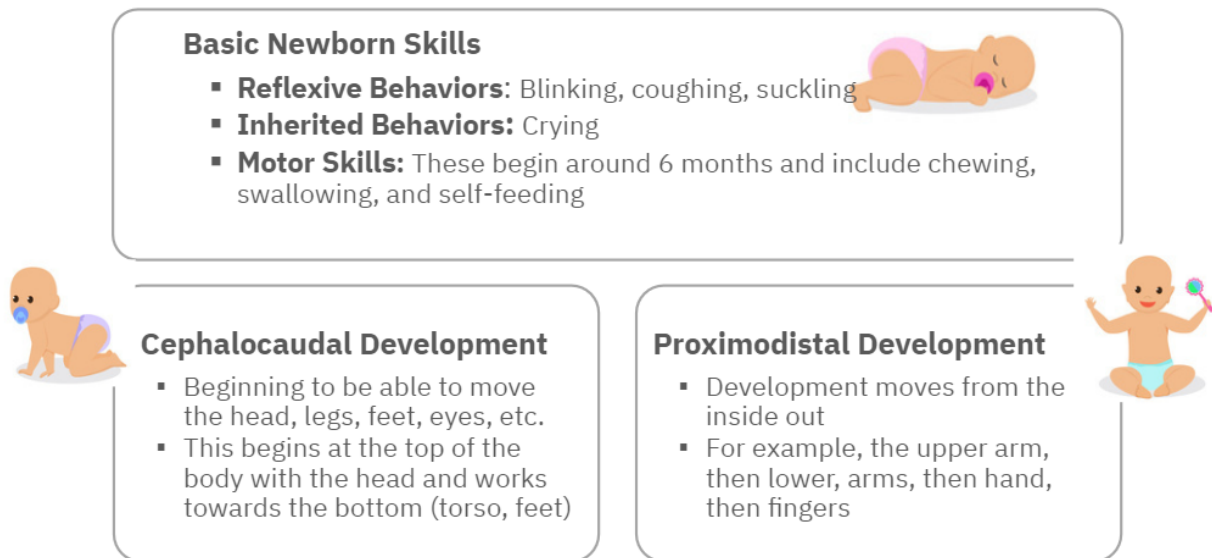 Basic Newborn Skills
▪ Reflexive Behaviors: Blinking, coughing, suckling
▪ Inherited Behaviors: Crying
▪ Motor Skills: These begin around 6 months and include chewing,
swallowing, and self-feeding
Cephalocaudal Development
▪ Beginning to be able to move
the head, legs, feet, eyes, etc.
▪ This begins at the top of the
body with the head and works
towards the bottom (torso, feet)
Proximodistal Development
▪ Development moves from the
inside out
▪ For example, the upper arm,
then lower, arms, then hand,
then fingers